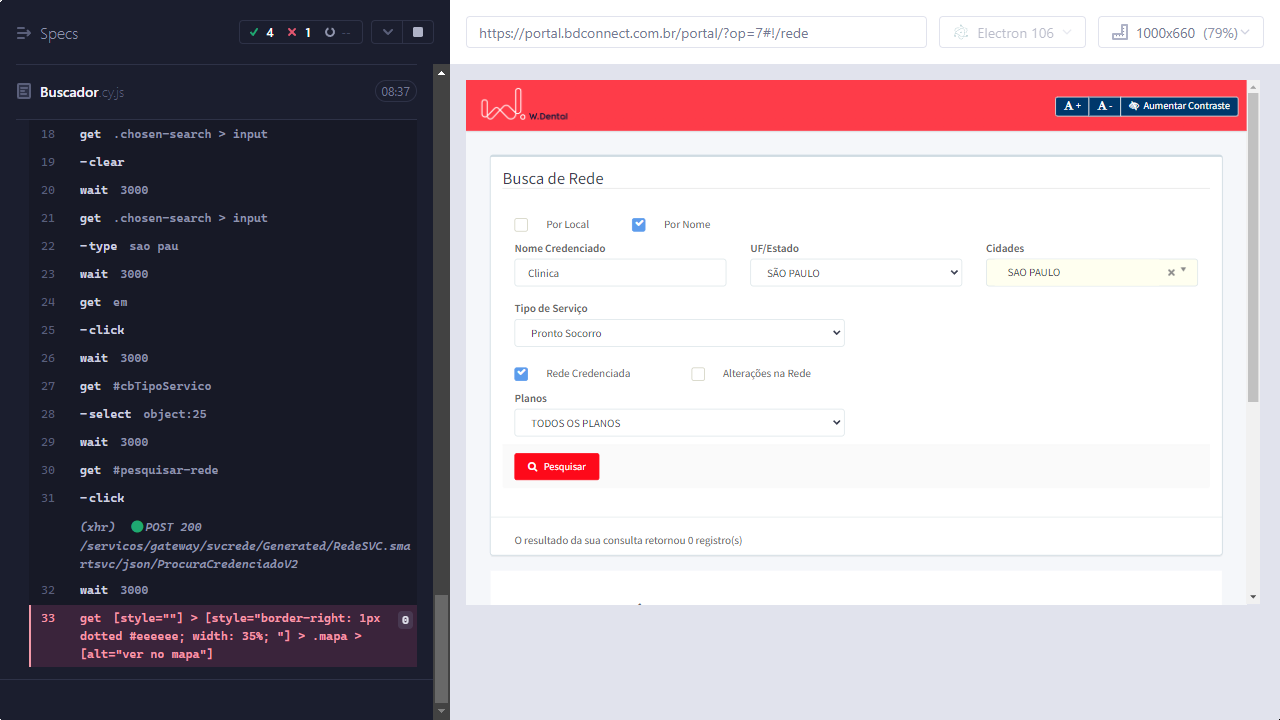 Specs
4
1
--
https://portal.bdconnect.com.br/portal/?op=7#!/rede
Electron 106
1000x660 (79%)
Buscador.cy.js
08:37
18 get .chosen-search > input
19 -clear
20 wait 3000
21 get .chosen-search > input
22 -type sao pau
23 wait 3000
24 get em
25 -click
26 wait 3000
27 get #cbTipoServico
28 -select object:25
29 wait 3000
30 get #pesquisar-rede
31 -click
(xhr) POST 200
/servicos/gateway/svcrede/Generated/RedeSVC.sma
rtsvc/json/ProcuraCredenciadoV2
32 wait 3000
33 get [style=""] > [style="border-right: 1px
dotted #eeeeee; width: 35%; "] > .mapa >
[alt="ver no mapa"]
0
W.Dental
A +
A -
Aumentar Contraste
Busca de Rede
Por Local
Por Nome
Nome Credenciado
UF/Estado
Cidades
Clinica
SÃO PAULO
SAO PAULO
Tipo de Serviço
Pronto Socorro
Rede Credenciada
Alterações na Rede
Planos
TODOS OS PLANOS
Pesquisar
O resultado da sua consulta retornou 0 registro(s)